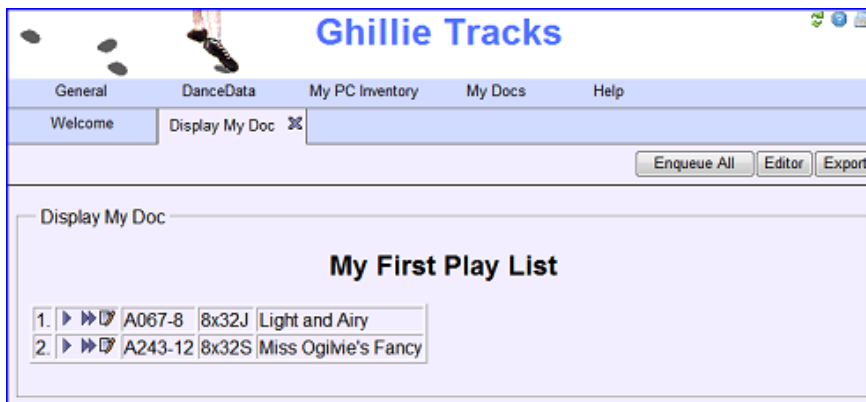 Ghillie Tracks
General DanceData My PC Inventory My Docs Help
Welcome Display My Doc
Enqueue All Editor Export
Display My Doc
My First Play List
1. A067-8 8x32J Light and Airy
2. A243-12 8x32S Miss Ogilvie's Fancy